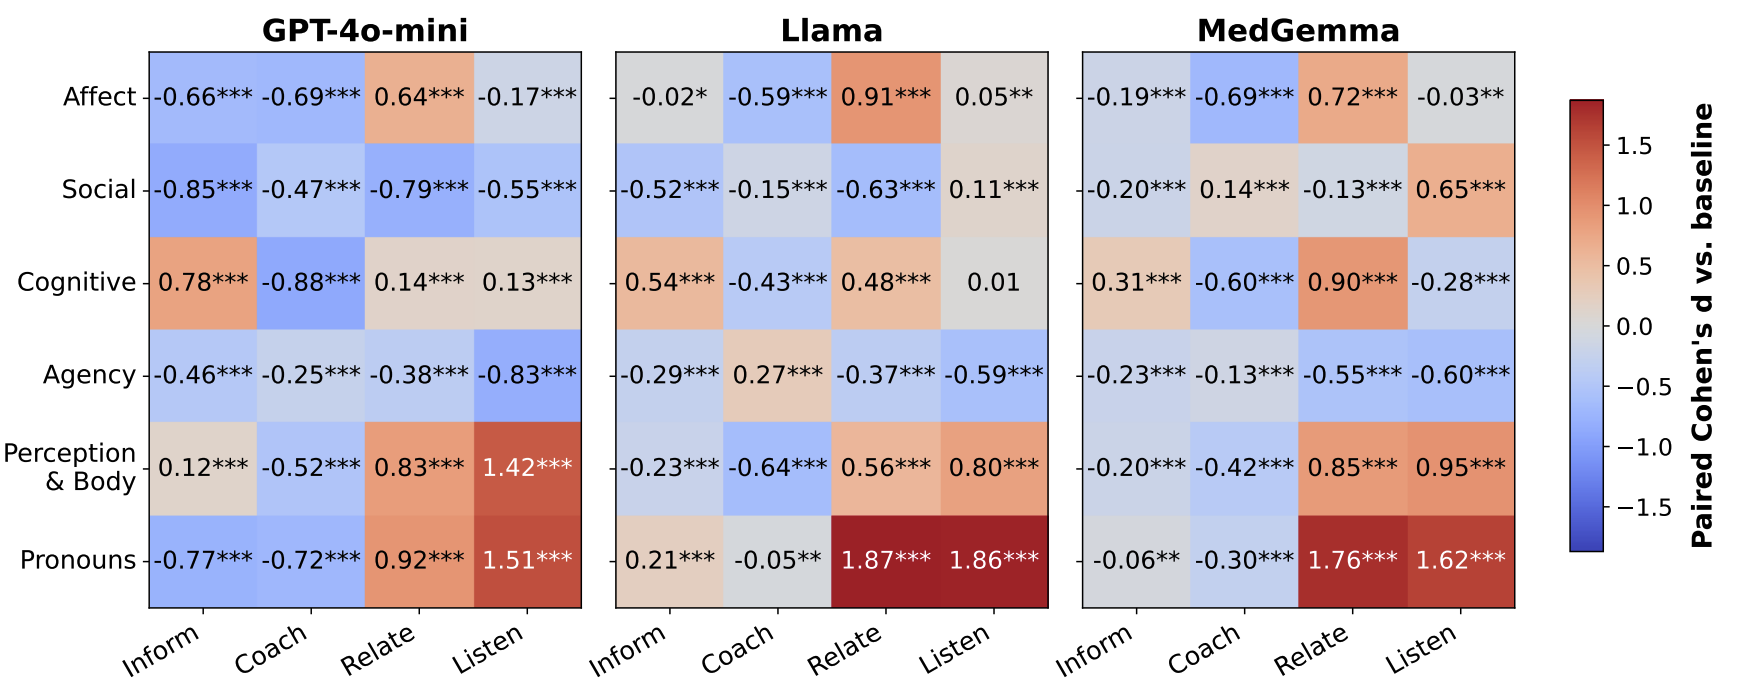 GPT-4o-mini Llama MedGemma
Affect -0.66*** -0.69*** 0.64*** -0.17*** -0.02* -0.59*** 0.91*** 0.05** -0.19*** -0.69*** 0.72*** -0.03**
Social -0.85*** -0.47*** -0.79*** -0.55*** -0.52*** -0.15*** -0.63*** 0.11*** -0.20*** 0.14*** -0.13*** 0.65***
Cognitive 0.78*** -0.88*** 0.14*** 0.13*** 0.54*** -0.43*** 0.48*** 0.01 0.31*** -0.60*** 0.90*** -0.28***
Agency -0.46*** -0.25*** -0.38*** -0.83*** -0.29*** 0.27*** -0.37*** -0.59*** -0.23*** -0.13*** -0.55*** -0.60***
Perception
& Body 0.12*** -0.52*** 0.83*** 1.42*** -0.23*** -0.64*** 0.56*** 0.80*** -0.20*** -0.42*** 0.85*** 0.95***
Pronouns -0.77*** -0.72*** 0.92*** 1.51*** 0.21*** -0.05** 1.87*** 1.86*** -0.06** -0.30*** 1.76*** 1.62***
Inform Coach Relate Listen Inform Coach Relate Listen Inform Coach Relate Listen
1.5
1.0
0.5
0.0
−0.5
−1.0
−1.5
Paired Cohen's d vs. baseline